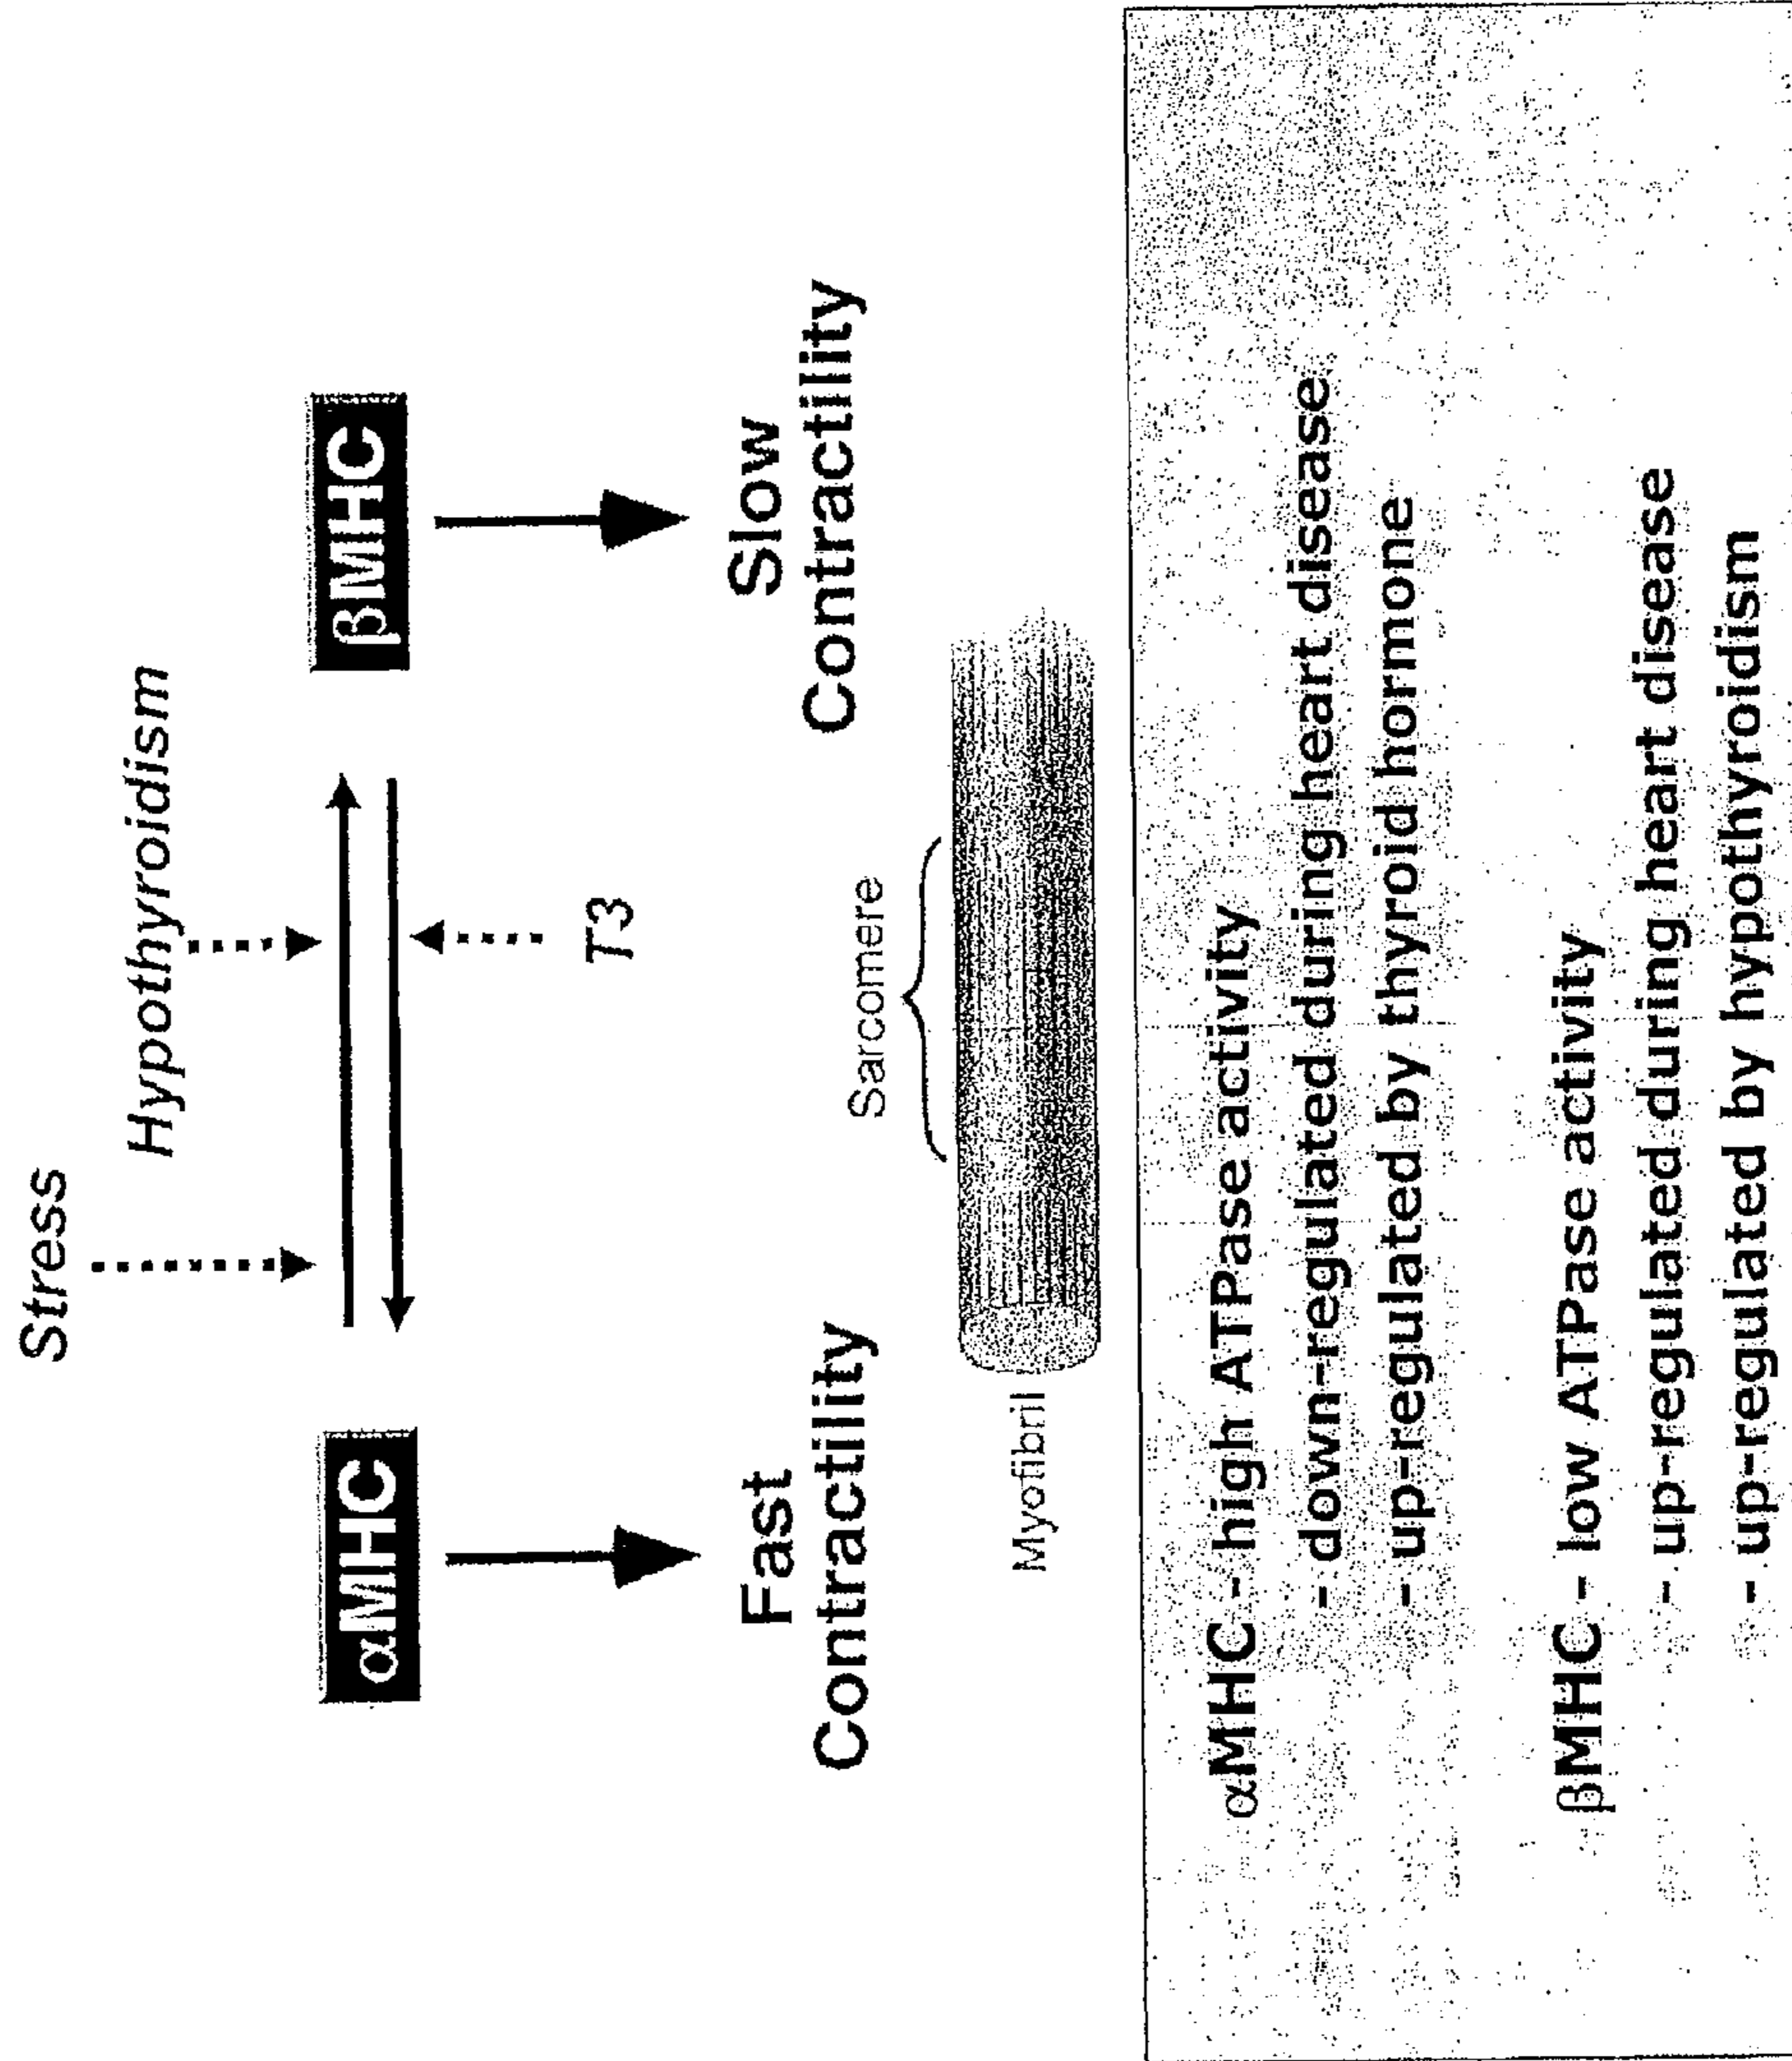 Stress
Hypothyroidism
αMHC
βMHC
T3
Fast
Contractility
Slow
Contractility
Sarcomere
Myofibril
αMHC - high ATPase activity
- down-regulated during heart disease
- up-regulated by thyroid hormone
βMHC - low ATPase activity
- up-regulated during heart disease
- up-regulated by hypothyroidism